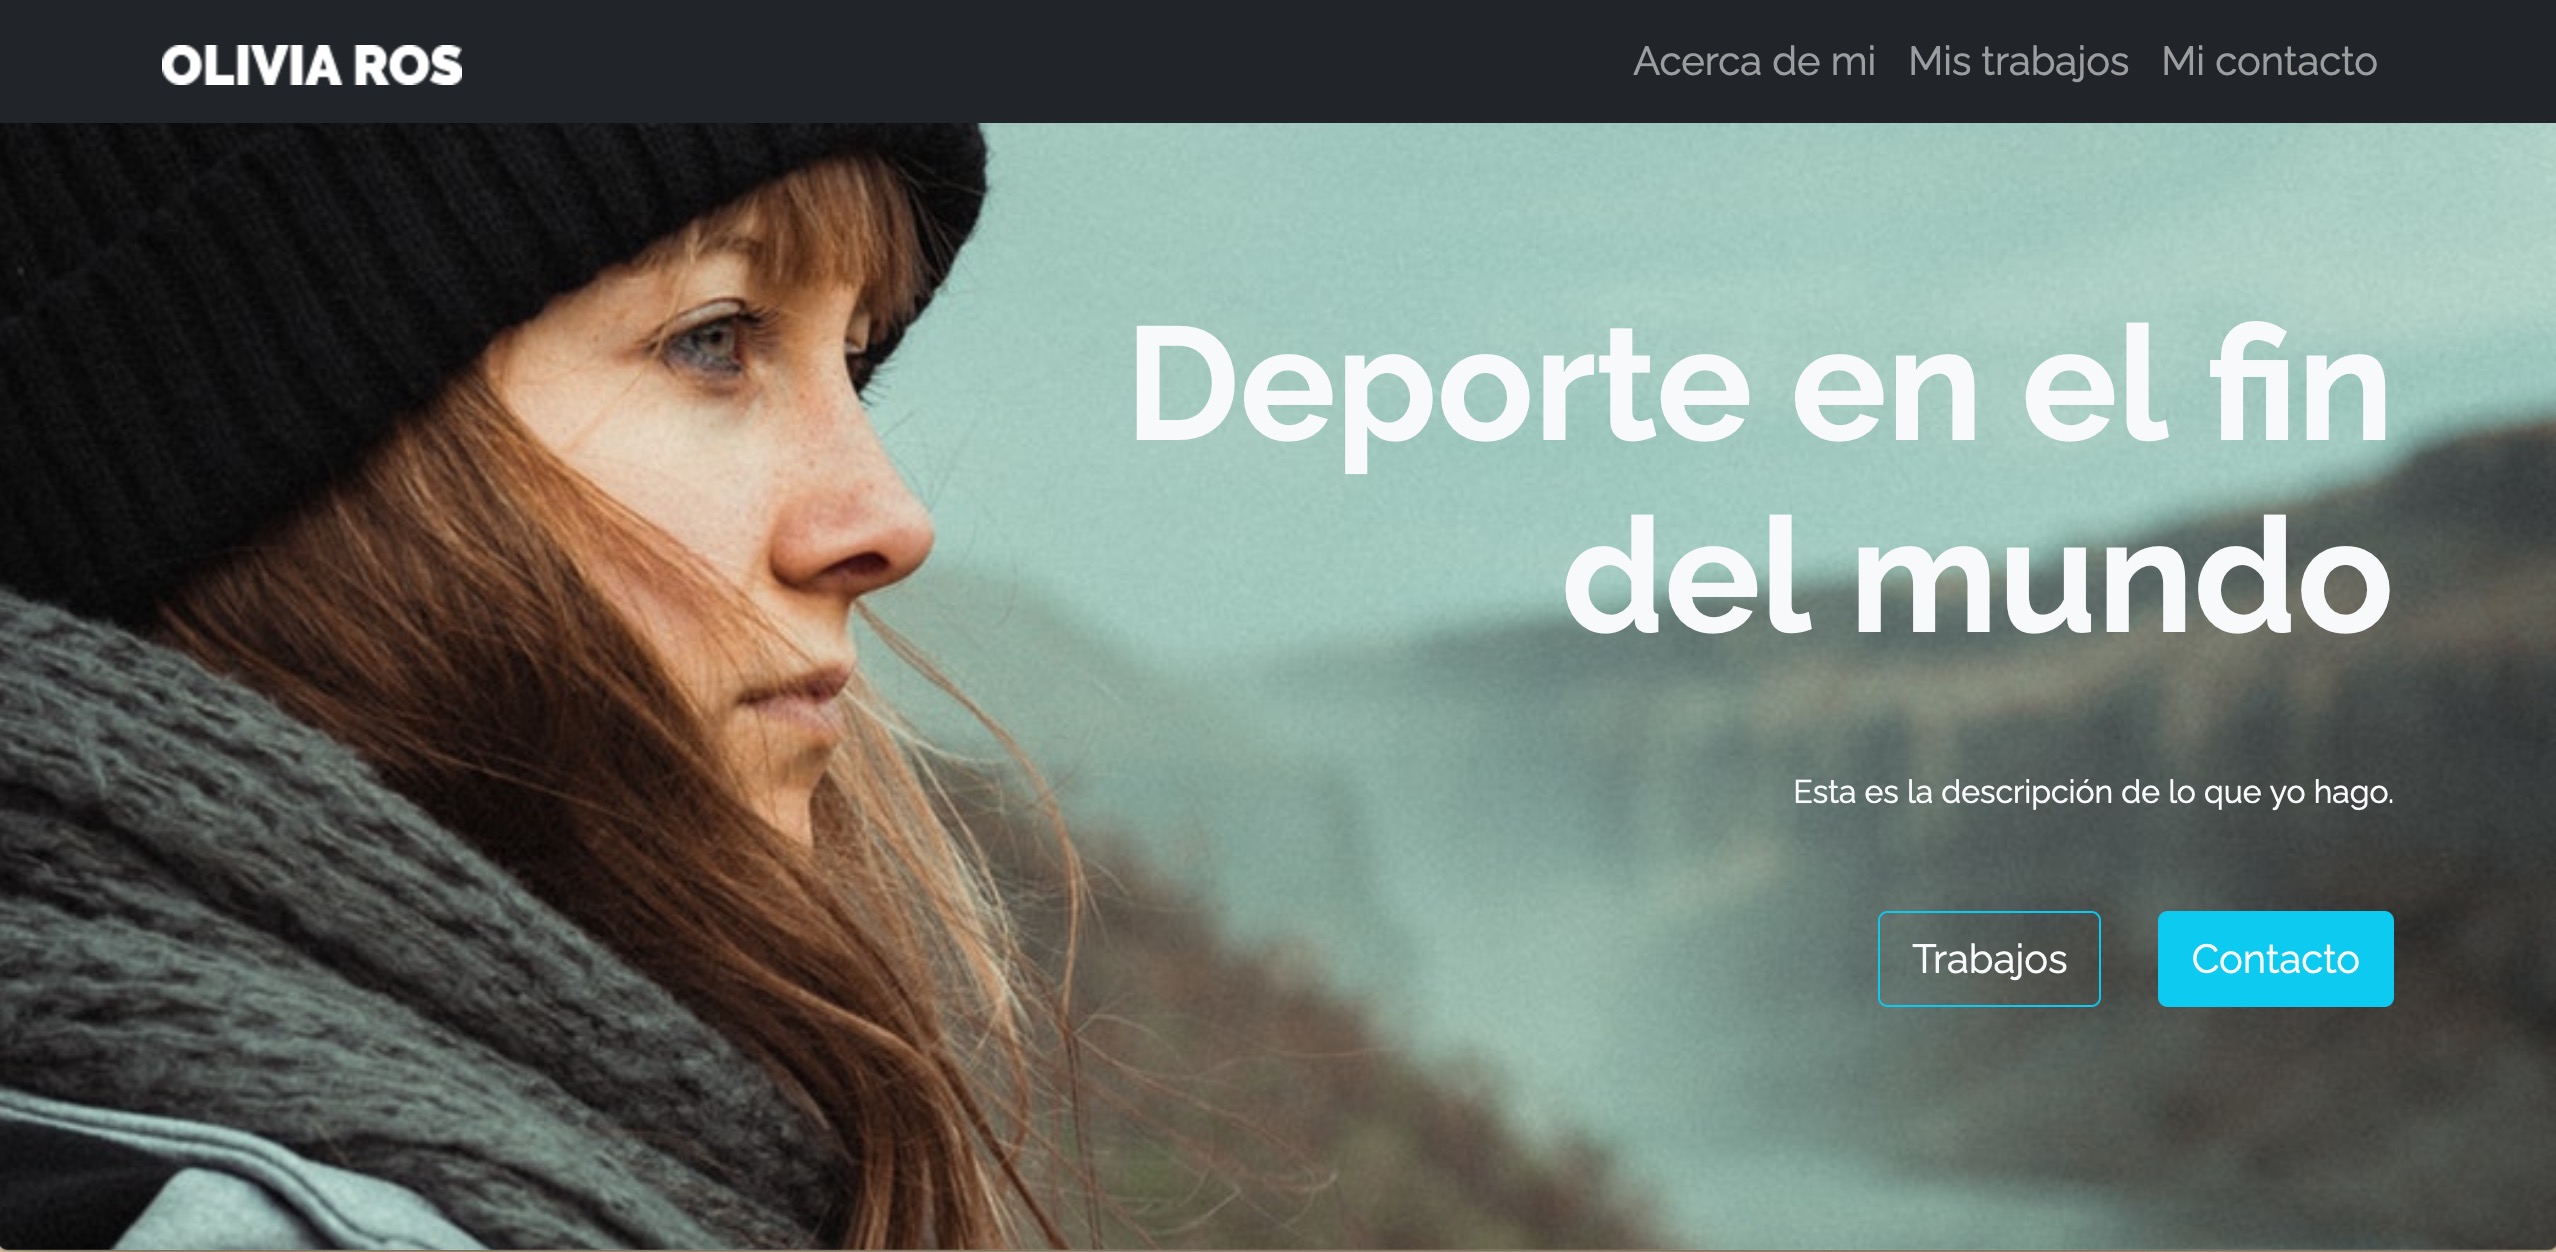 OLIVIA ROS
Acerca de mi Mis trabajos Mi contacto
Deporte en el fin
del mundo
Esta es la descripción de lo que yo hago.
Trabajos Contacto